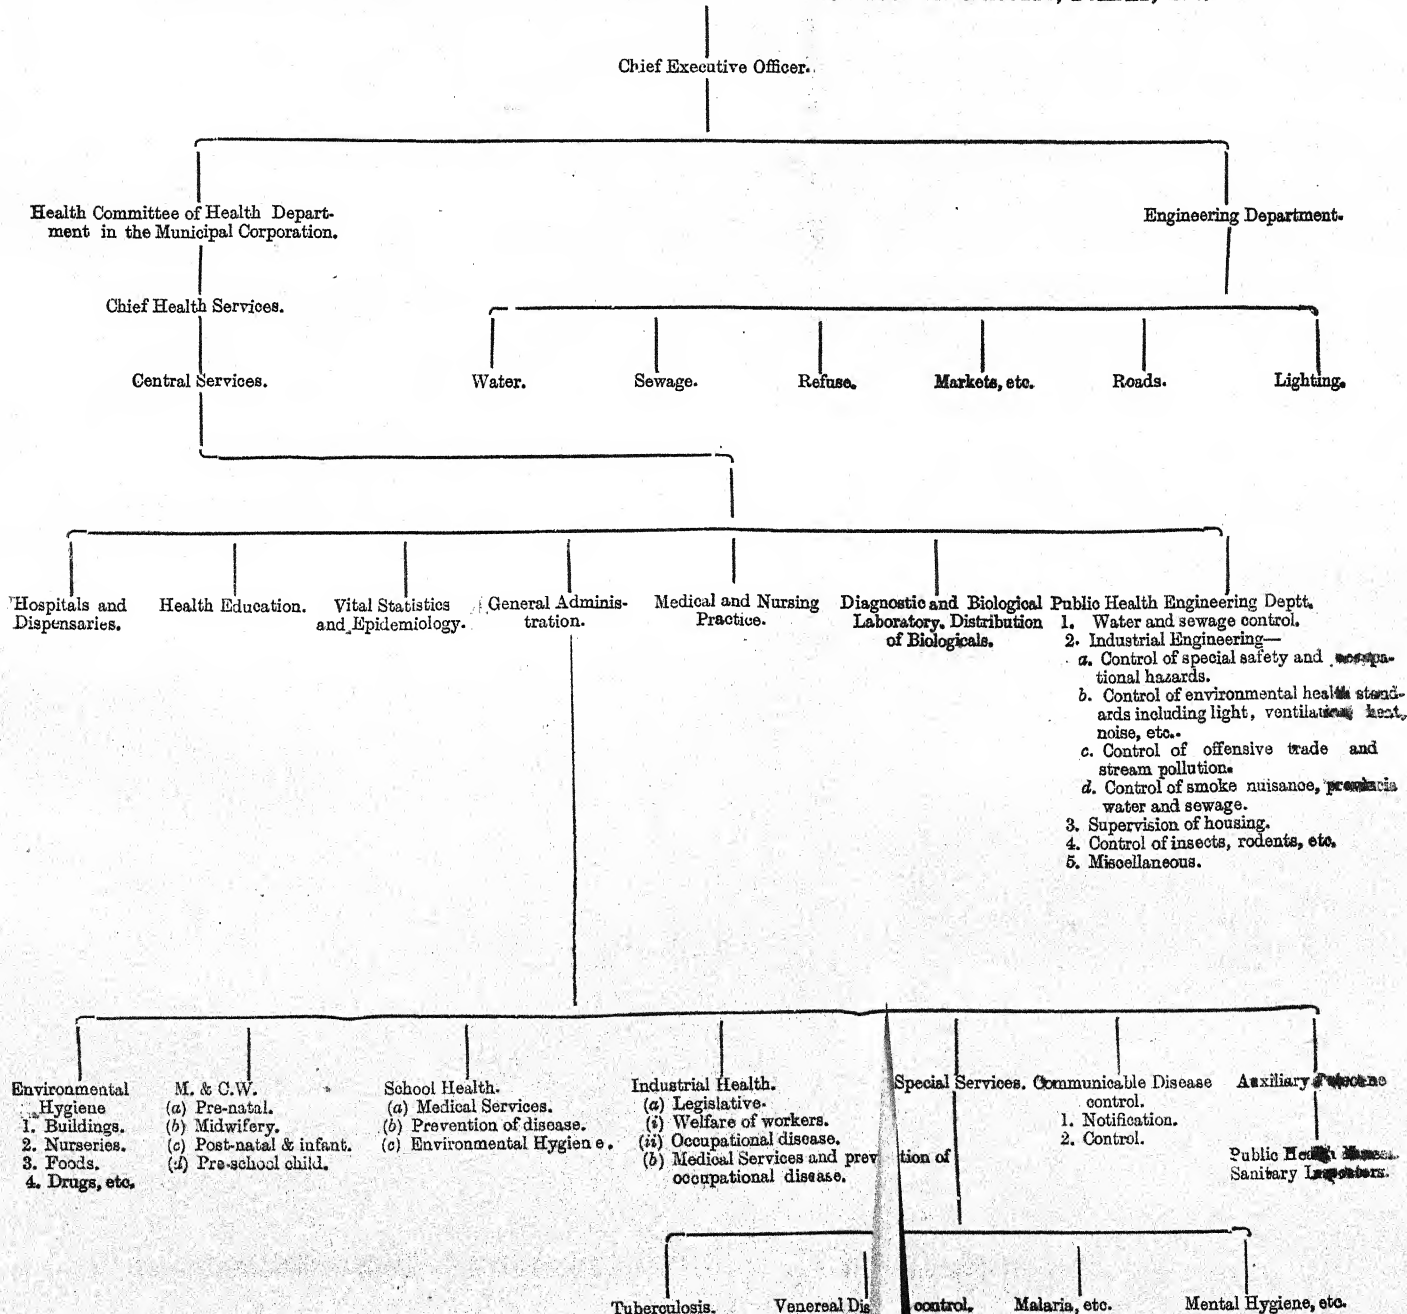 Chief Executive Officer.
Health Committee of Health Depart-
ment in the Municipal Corporation.
Engineering Department.
Chief Health Services.
Central Services.
Water.
Sewage.
Refuse.
Markets, etc.
Roads.
Lighting.
Hospitals and
Dispensaries.
Health Education.
Vital Statistics
and Epidemiology.
General Adminis-
tration.
Medical and Nursing
Practice.
Diagnostic and Biological
Laboratory. Distribution
of Biologicals.
Public Health Engineering Deptt.
1. Water and sewage control.
2. Industrial Engineering—
a. Control of special safety and
tional hazards.
b. Control of environmental health stand-
ards including light, ventilation, heat,
noise, etc..
c. Control of offensive trade and
stream pollution.
d. Control of smoke nuisance,
water and sewage.
3. Supervision of housing.
4. Control of insects, rodents, etc.
5. Miscellaneous.
Environmental
Hygiene
1. Buildings.
2. Nurseries.
3. Foods.
4. Drugs, etc.
M. & C.W.
(a) Pre-natal.
(b) Midwifery.
(c) Post-natal & infant.
(d) Pre-school child.
School Health.
(a) Medical Services.
(b) Prevention of disease.
(c) Environmental Hygiene.
Industrial Health.
(a) Legislative.
(i) Welfare of workers.
(ii) Occupational disease.
(b) Medical Services and prev tion of
occupational disease.
Special Services.
Communicable Disease
control.
1. Notification.
2. Control.
Auxiliary
Public Health
Sanitary
Tuberculosis.
Venereal Dis control.
Malaria, etc.
Mental Hygiene, etc.